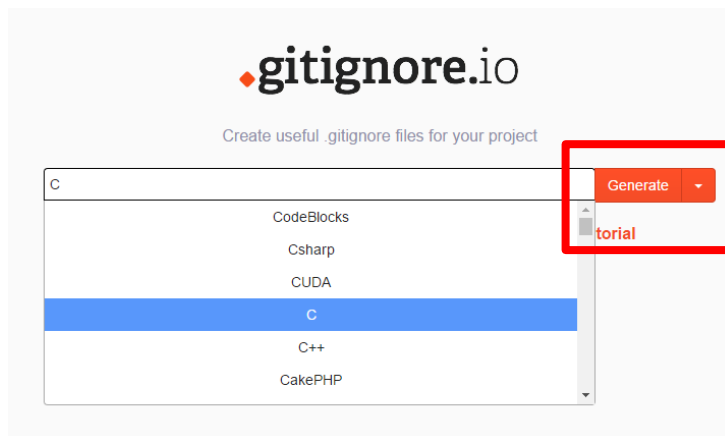 .gitignore.io
Create useful .gitignore files for your project
C
Generate
CodeBlocks
torial
Csharp
CUDA
C
C++
CakePHP